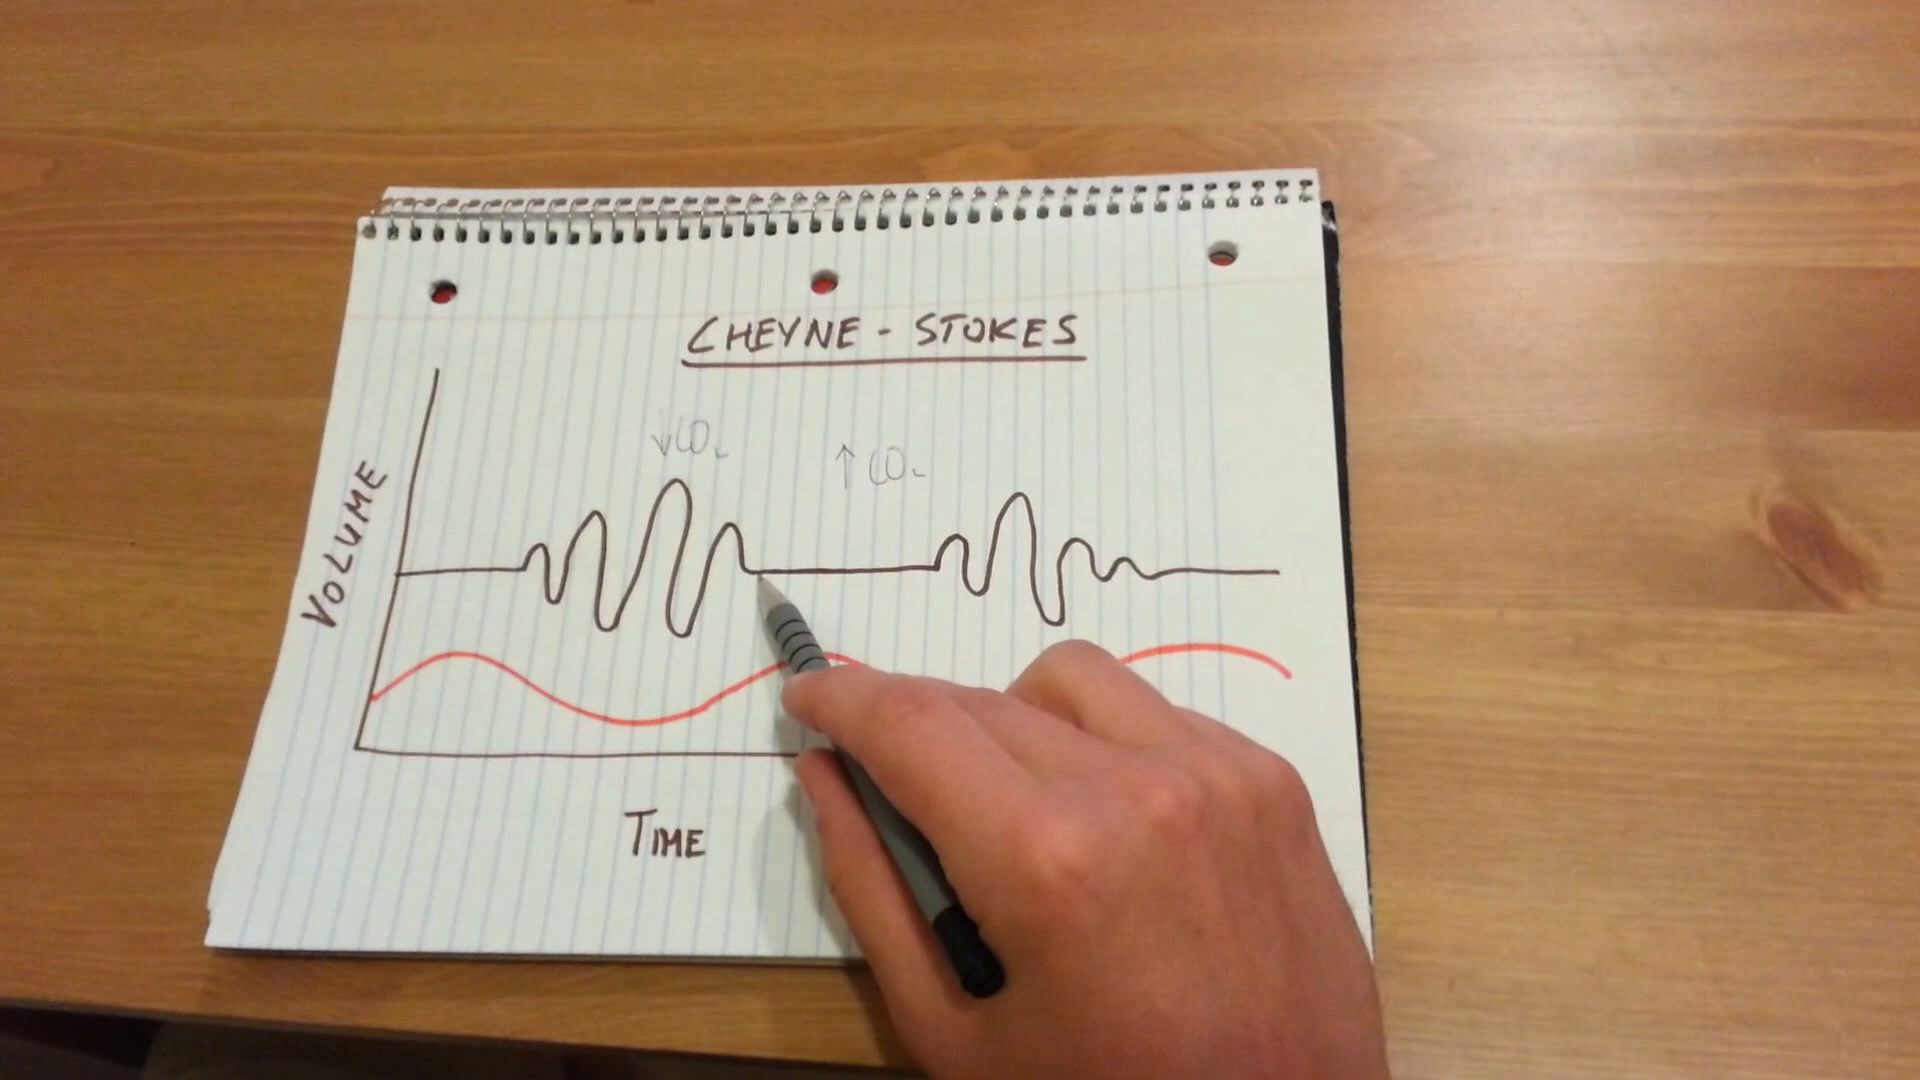 CHEYNE - STOKES
↓CO₂
↑ CO₂
VOLUME
TIME